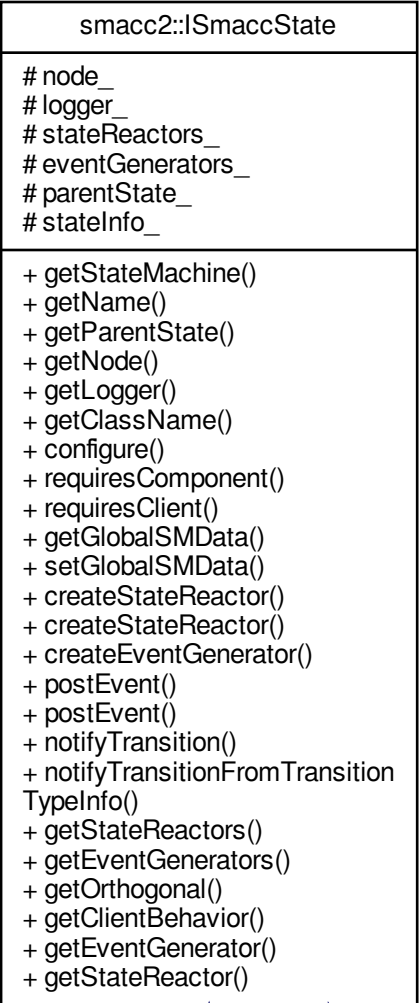 smacc2::ISmaccState
# node_
# logger_
# stateReactors_
# eventGenerators_
# parentState_
# stateInfo_
+ getStateMachine()
+ getName()
+ getParentState()
+ getNode()
+ getLogger()
+ getClassName()
+ configure()
+ requiresComponent()
+ requiresClient()
+ getGlobalSMData()
+ setGlobalSMData()
+ createStateReactor()
+ createStateReactor()
+ createEventGenerator()
+ postEvent()
+ postEvent()
+ notifyTransition()
+ notifyTransitionFromTransition
TypeInfo()
+ getStateReactors()
+ getEventGenerators()
+ getOrthogonal()
+ getClientBehavior()
+ getEventGenerator()
+ getStateReactor()